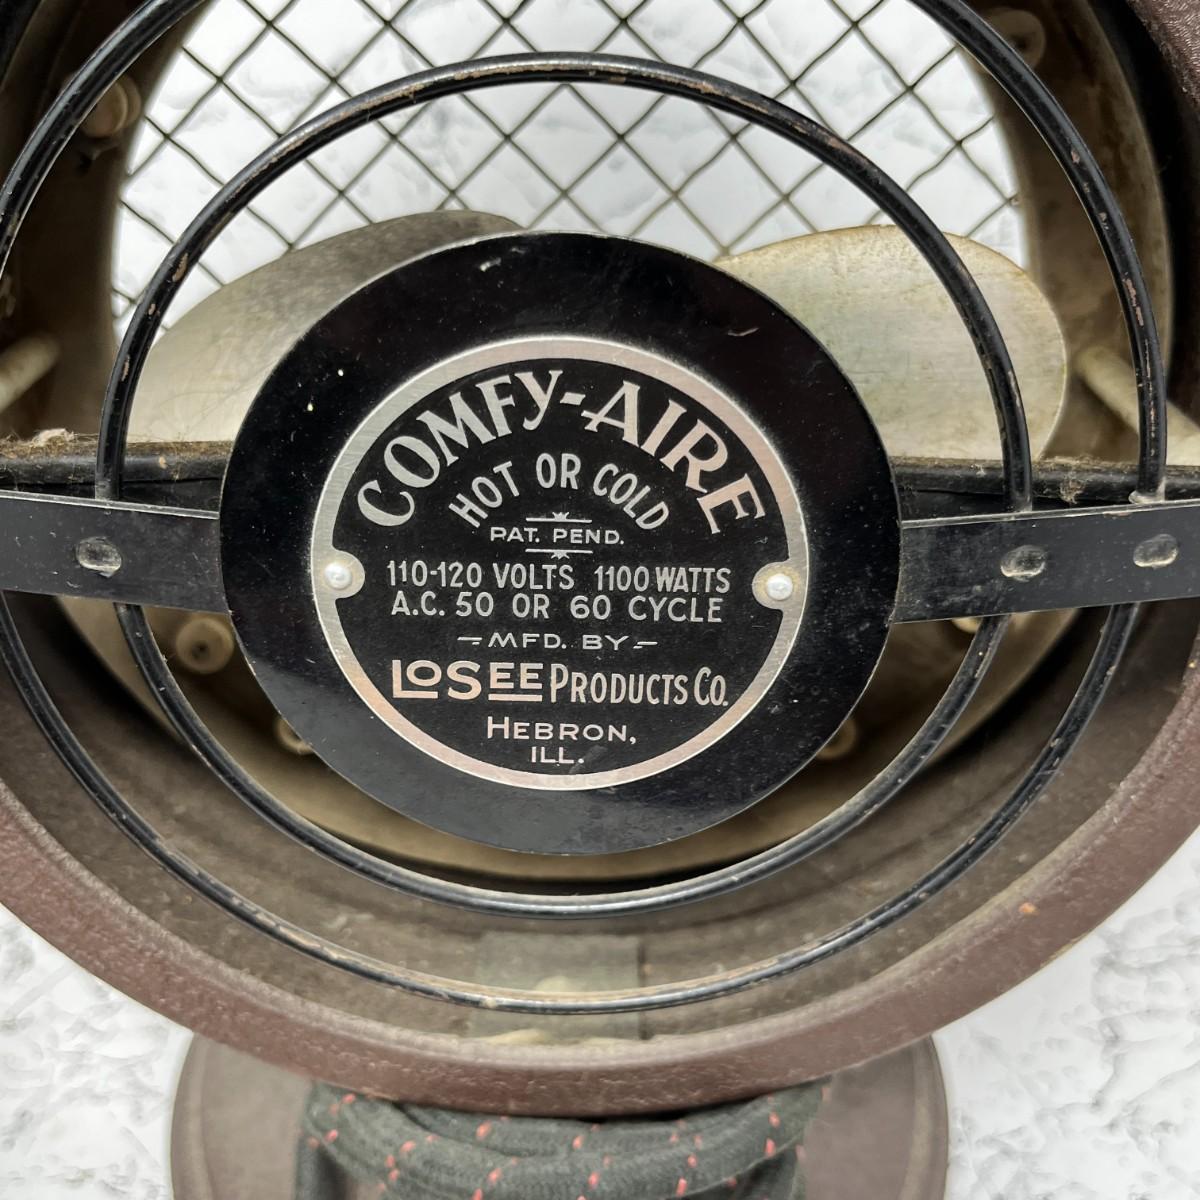 COMFY-AIRE
HOT OR COLD
PAT. PEND.
110-120 VOLTS 1100 WATTS
A.C. 50 OR 60 CYCLE
-MFD. BY-
LOSEE PRODUCTS CO.
HEBRON,
ILL.